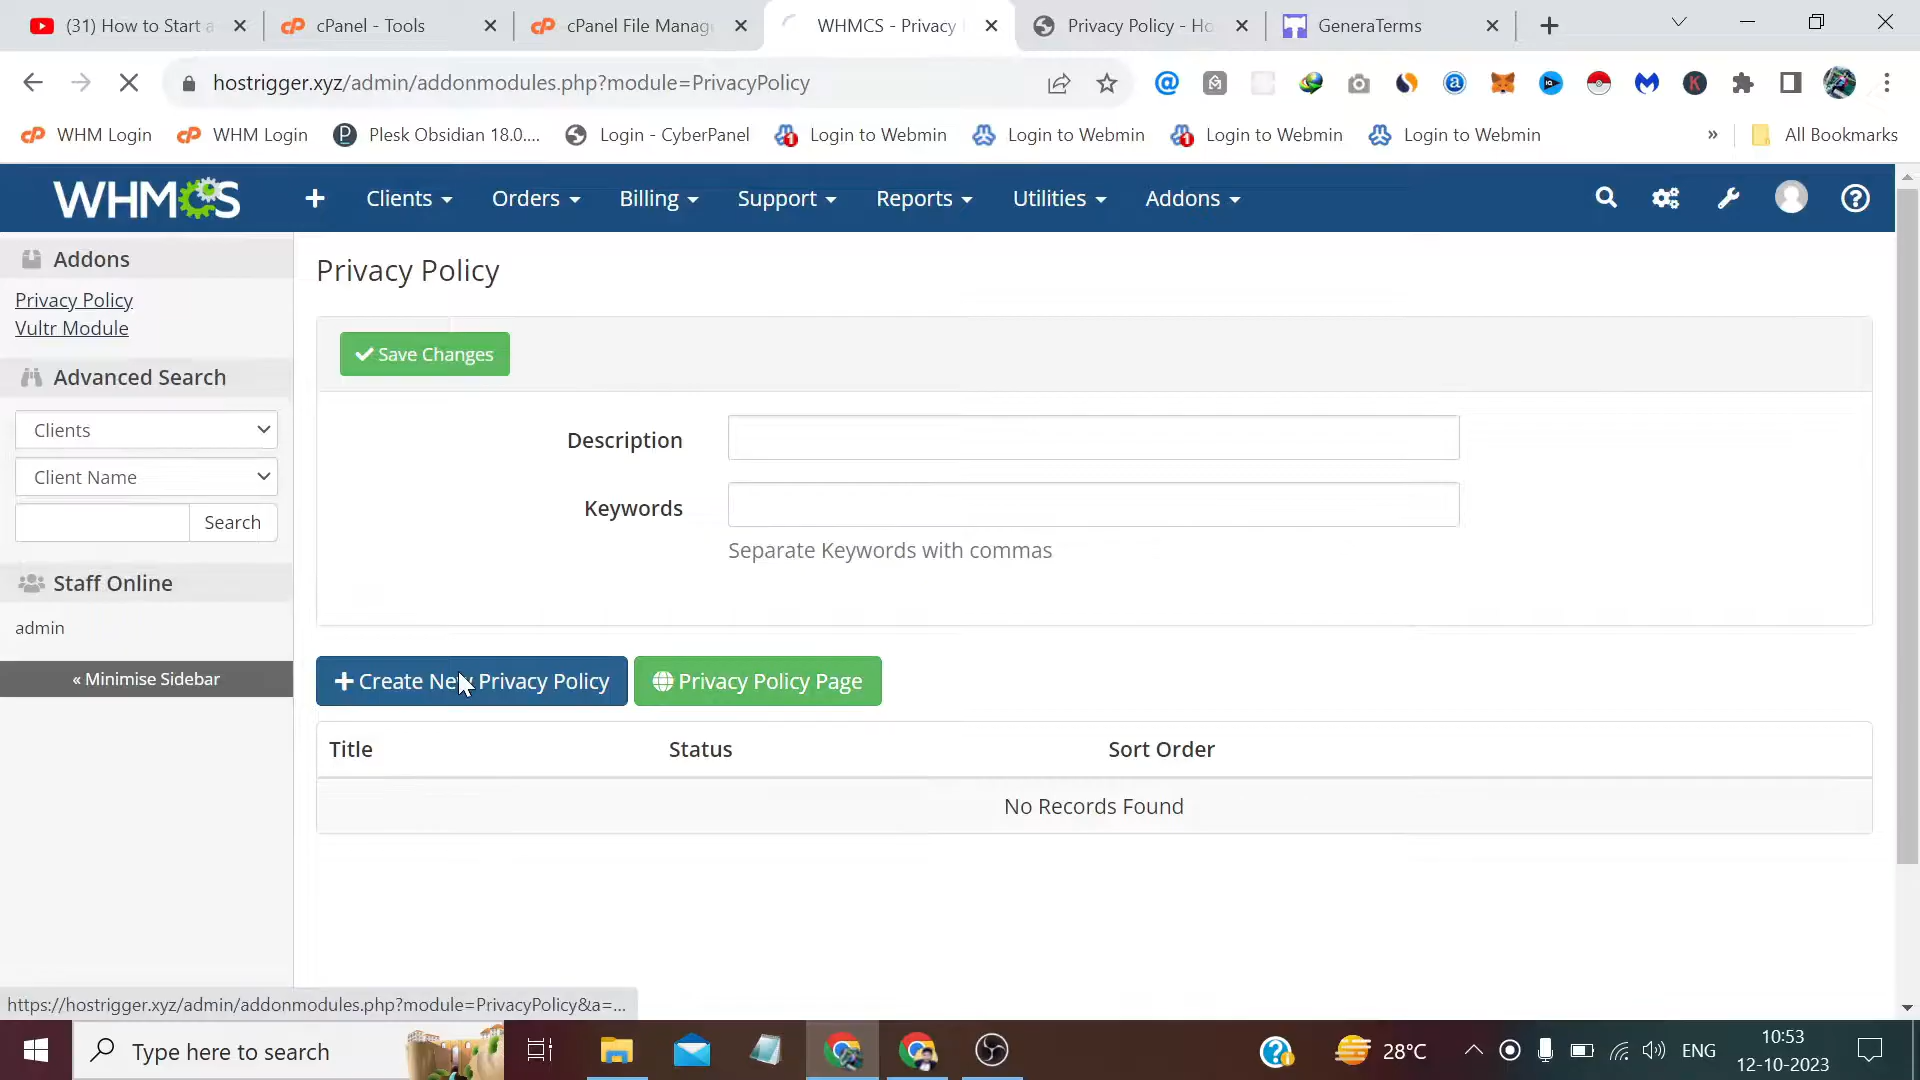 (31) How to Start a
cPanel - Tools
cPanel File Manag
WHMCS - Privacy
Privacy Policy - Ho
GeneraTerms
hostrigger.xyz/admin/addonmodules.php?module=PrivacyPolicy
WHM Login
WHM Login
Plesk Obsidian 18.0....
Login - CyberPanel
Login to Webmin
Login to Webmin
Login to Webmin
Login to Webmin
»
All Bookmarks
WHMCS
Clients
Orders
Billing
Support
Reports
Utilities
Addons
Addons
Privacy Policy
Vultr Module
Advanced Search
Clients
Client Name
Search
Staff Online
admin
« Minimise Sidebar
Privacy Policy
Save Changes
Description
Keywords
Separate Keywords with commas
Create New Privacy Policy
Privacy Policy Page
Title
Status
Sort Order
No Records Found
https://hostrigger.xyz/admin/addonmodules.php?module=PrivacyPolicy&a=...
Type here to search
28°C
ENG
10:53
12-10-2023